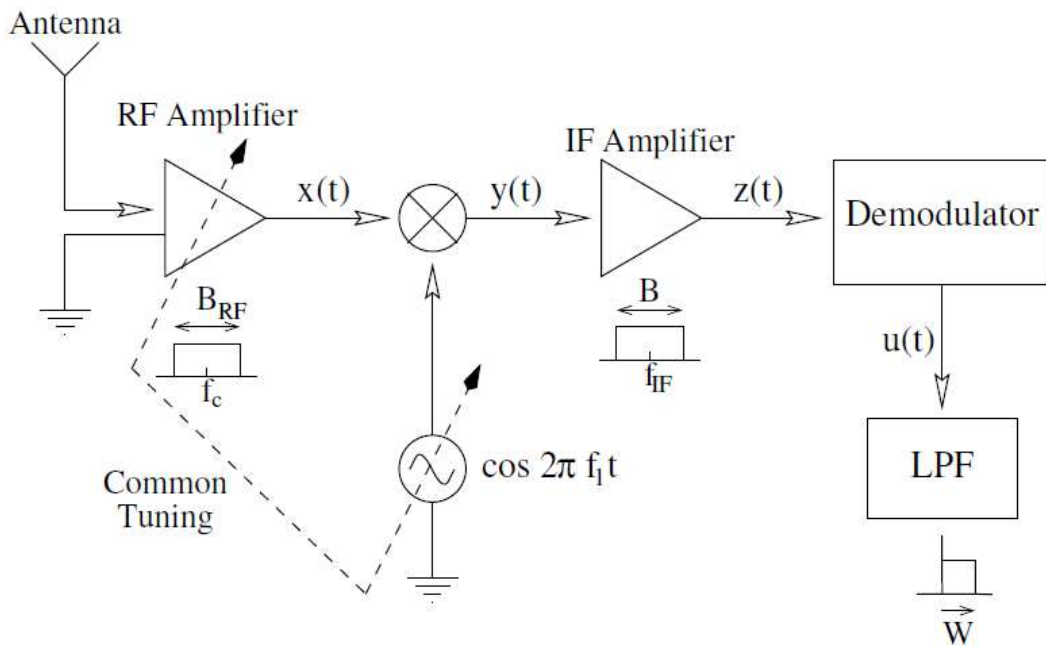 Antenna
RF Amplifier
IF Amplifier
x(t)
y(t)
z(t)
Demodulator
B_RF
f_c
B
f_IF
u(t)
cos 2π f_l t
LPF
Common
Tuning
W